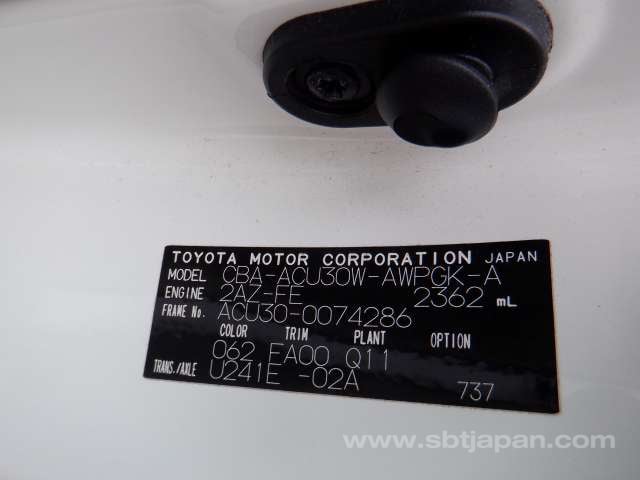 TOYOTA MOTOR CORPORATION JAPAN
MODEL CBA-ACU30W-AWPGK-A
ENGINE 2AZ-FE 2362 mL
FRAME No. ACU30-0074286
COLOR TRIM PLANT OPTION
062 FA00 Q11
TRANS./AXLE U241E -02A 737
www.sbtjapan.com